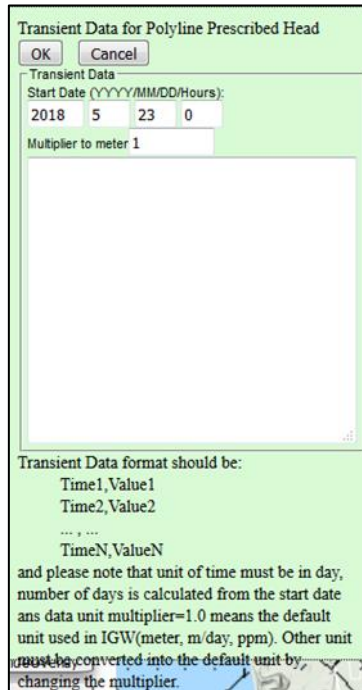 Transient Data for Polyline Prescribed Head
OK Cancel
Transient Data
Start Date (YYYY/MM/DD/Hours):
2018 5 23 0
Multiplier to meter 1
Transient Data format should be:
Time1,Value1
Time2,Value2
... , ...
TimeN,ValueN
and please note that unit of time must be in day,
number of days is calculated from the start date
ans data unit multiplier=1.0 means the default
unit used in IGW(meter, m/day, ppm). Other unit
must be converted into the default unit by
changing the multiplier.